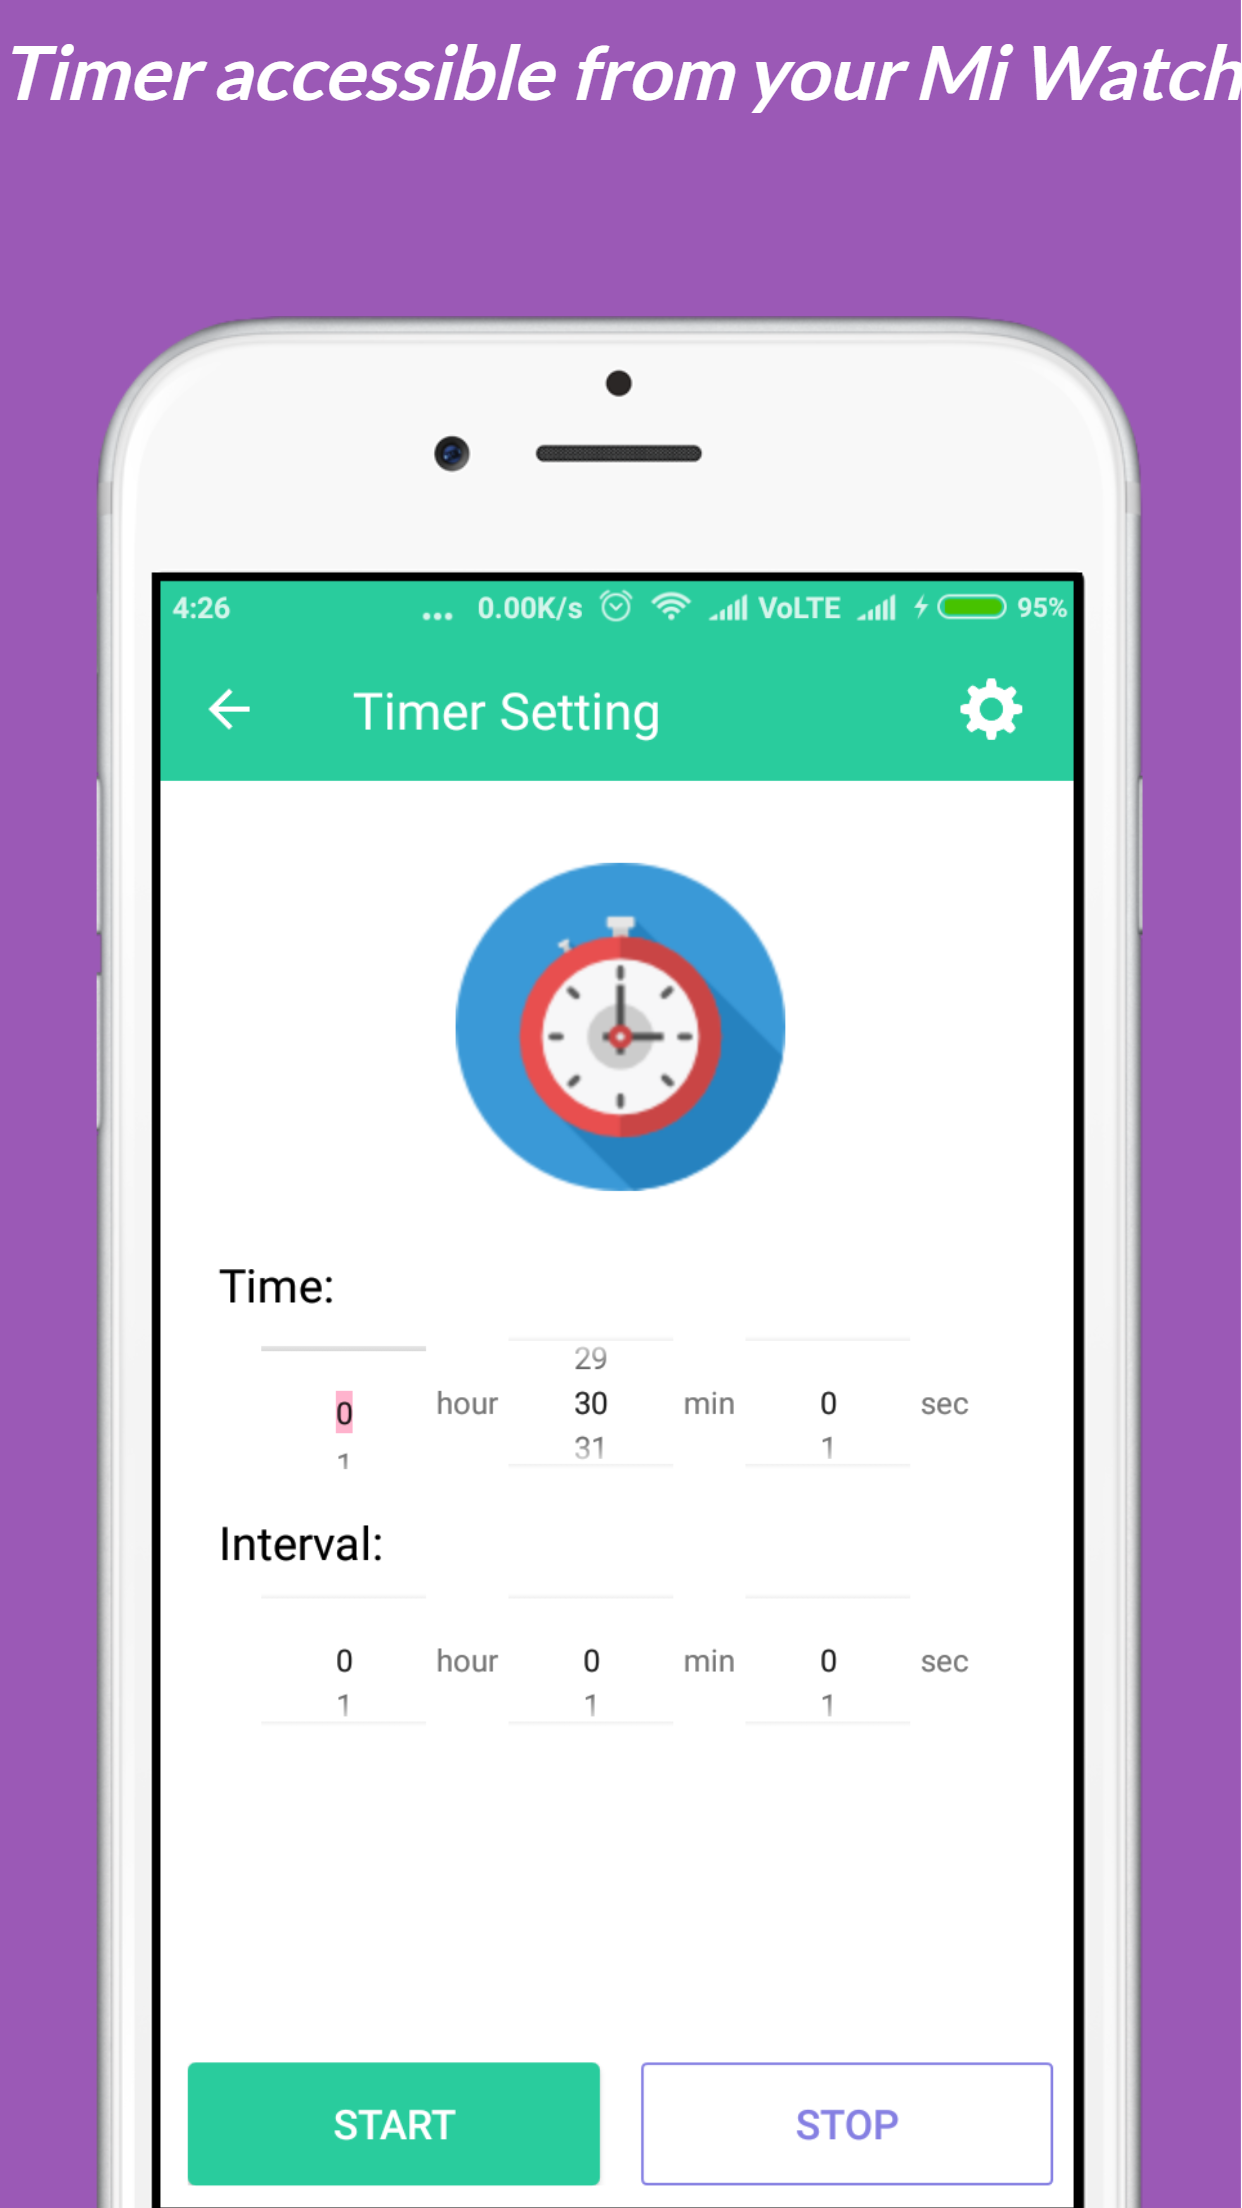 Timer accessible from your Mi Watch
4:26 ... 0.00K/s VoLTE 95%
Timer Setting
Time:
29
0 hour 30 min 0 sec
1 31 1
Interval:
0 hour 0 min 0 sec
1 1 1
START STOP